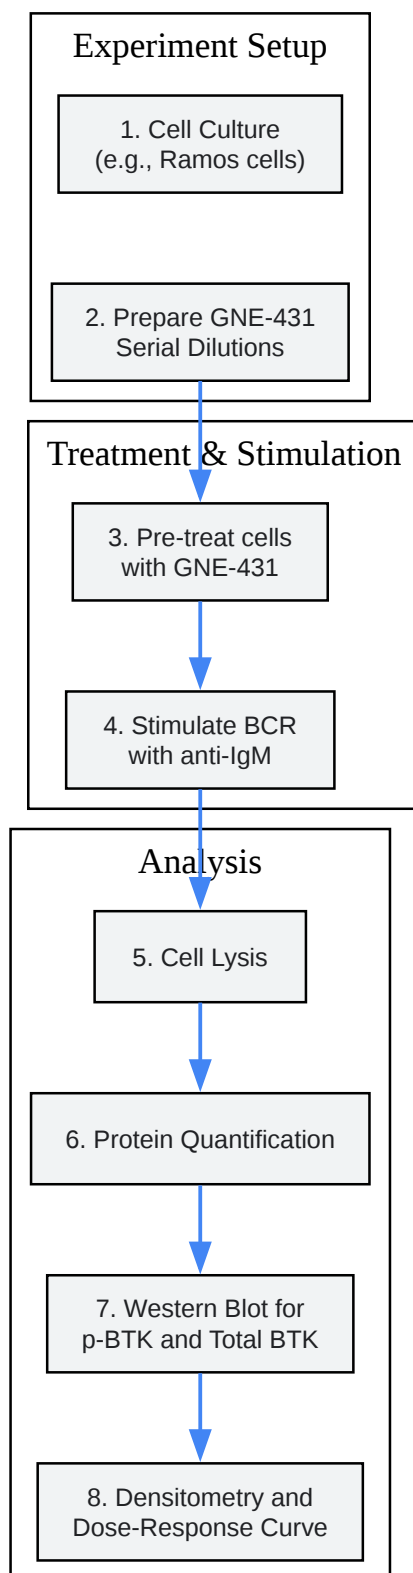 Experiment Setup
1. Cell Culture
(e.g., Ramos cells)
2. Prepare GNE-431
Serial Dilutions
Treatment & Stimulation
3. Pre-treat cells
with GNE-431
4. Stimulate BCR
with anti-IgM
Analysis
5. Cell Lysis
6. Protein Quantification
7. Western Blot for
p-BTK and Total BTK
8. Densitometry and
Dose-Response Curve